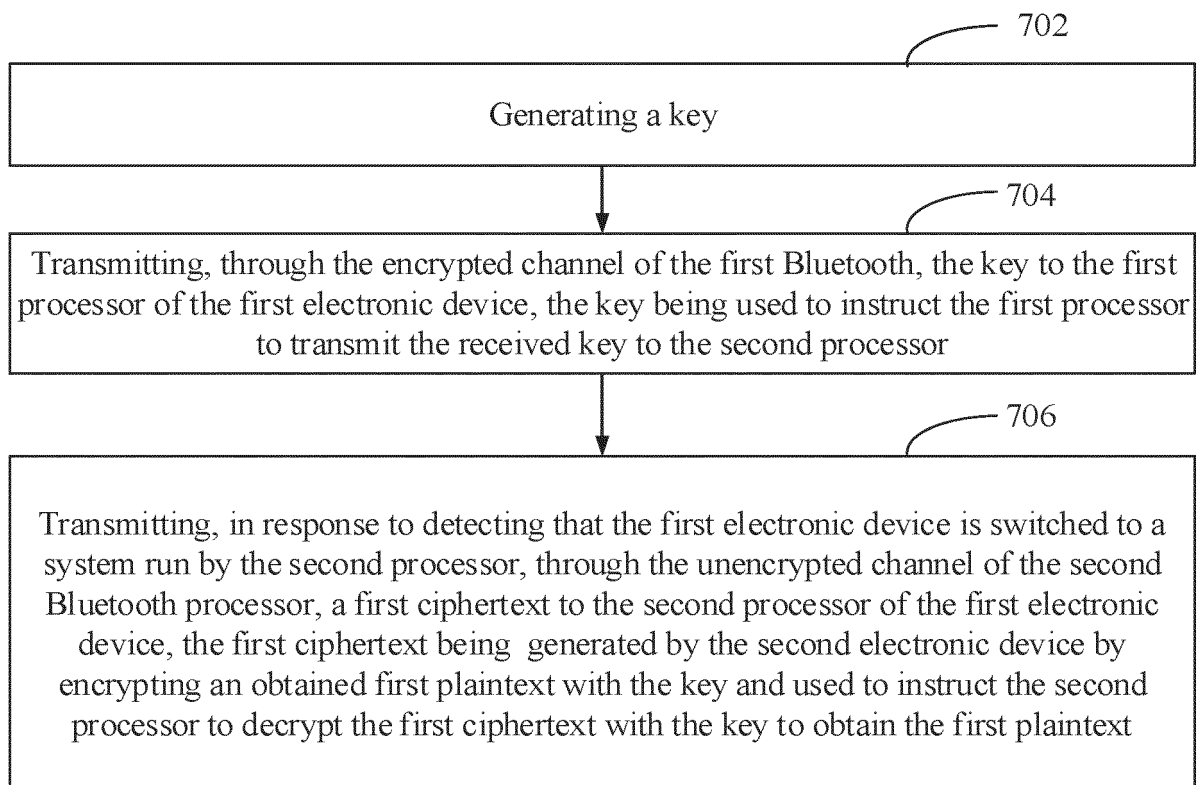 702
Generating a key
704
Transmitting, through the encrypted channel of the first Bluetooth, the key to the first
processor of the first electronic device, the key being used to instruct the first processor
to transmit the received key to the second processor
706
Transmitting, in response to detecting that the first electronic device is switched to a
system run by the second processor, through the unencrypted channel of the second
Bluetooth processor, a first ciphertext to the second processor of the first electronic
device, the first ciphertext being generated by the second electronic device by
encrypting an obtained first plaintext with the key and used to instruct the second
processor to decrypt the first ciphertext with the key to obtain the first plaintext